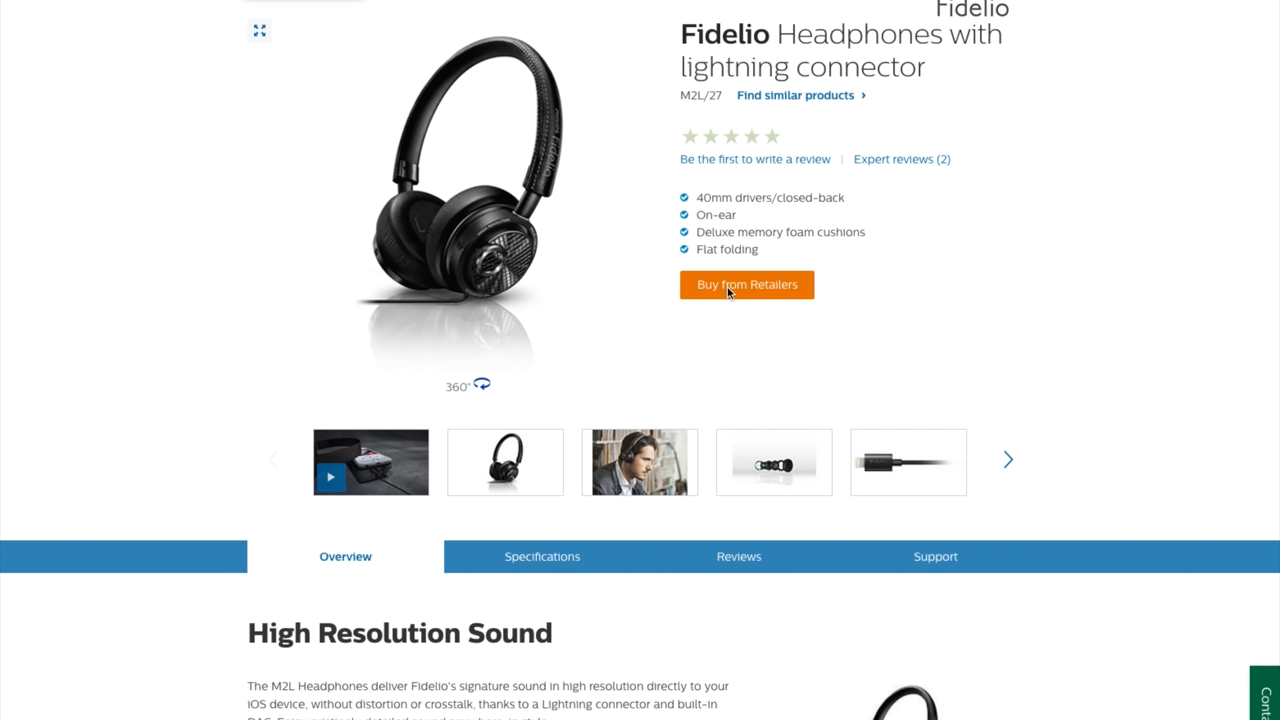 Fidelio
Fidelio Headphones with
lightning connector
M2L/27 Find similar products ›
Be the first to write a review | Expert reviews (2)
40mm drivers/closed-back
On-ear
Deluxe memory foam cushions
Flat folding
Buy from Retailers
Fidelio
360°
Overview Specifications Reviews Support
High Resolution Sound
The M2L Headphones deliver Fidelio's signature sound in high resolution directly to your
iOS device, without distortion or crosstalk, thanks to a Lightning connector and built-in